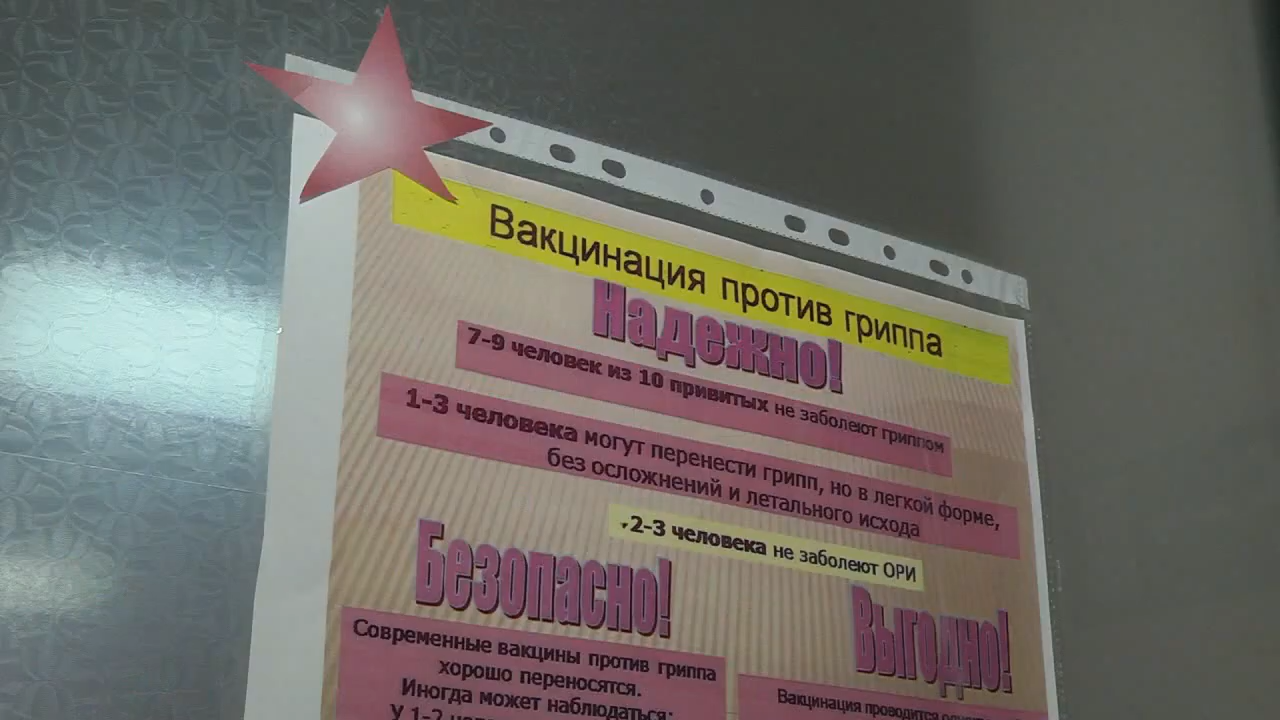 Вакцинация против гриппа
Надежно!
7-9 человек из 10 привитых не заболеют гриппом
1-3 человека могут перенести грипп, но в легкой форме,
без осложнений и летального исхода
2-3 человека не заболеют ОРИ
Безопасно!
Выгодно!
Современные вакцины против гриппа
хорошо переносятся.
Иногда может наблюдаться:
У 1-2
Вакцинация проводится